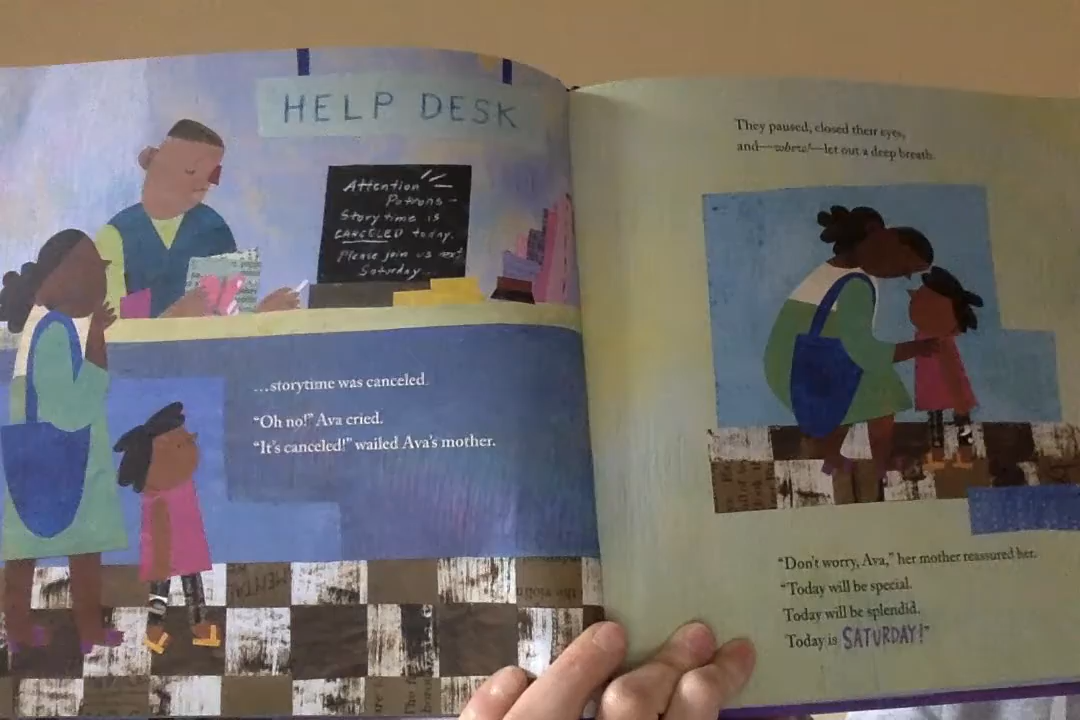 HELP DESK
Attention
Patrons -
Storytime is
CANCELED today.
Please join us next
Saturday
...storytime was canceled.
“Oh no!” Ava cried.
“It’s canceled!” wailed Ava’s mother.
They paused, closed their eyes,
and—whew!—let out a deep breath.
“Don’t worry, Ava,” her mother reassured her.
“Today will be special.
Today will be splendid.
Today is SATURDAY!”